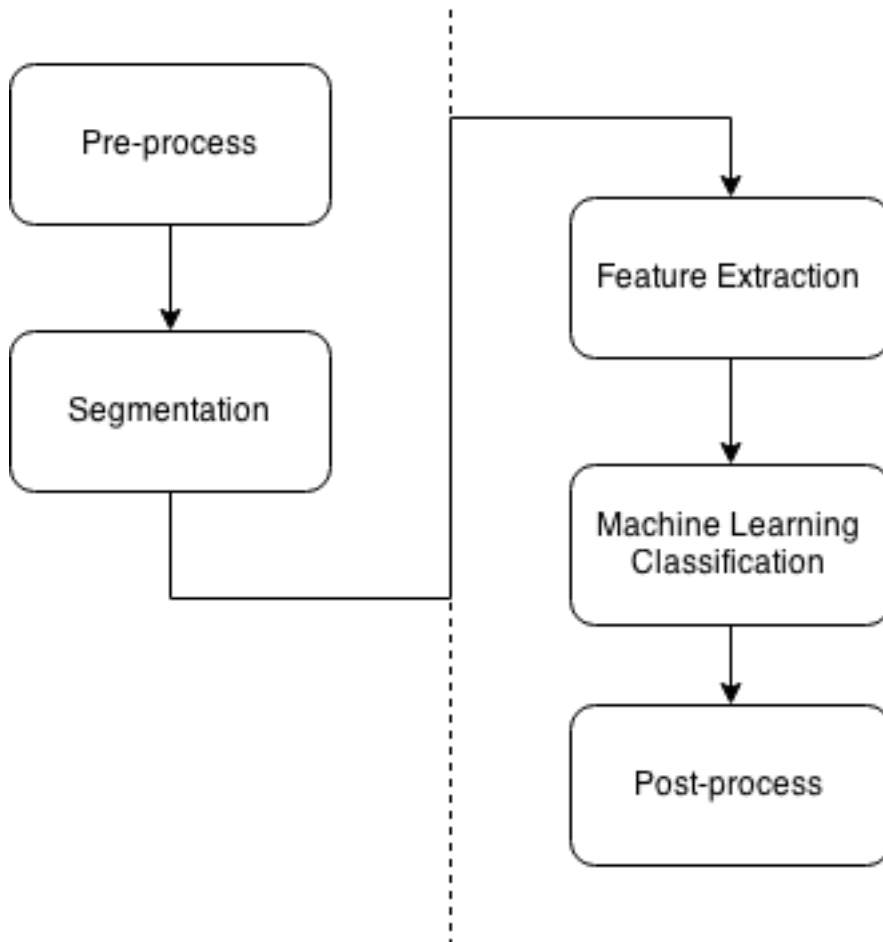 Pre-process
Segmentation
Feature Extraction
Machine Learning
Classification
Post-process